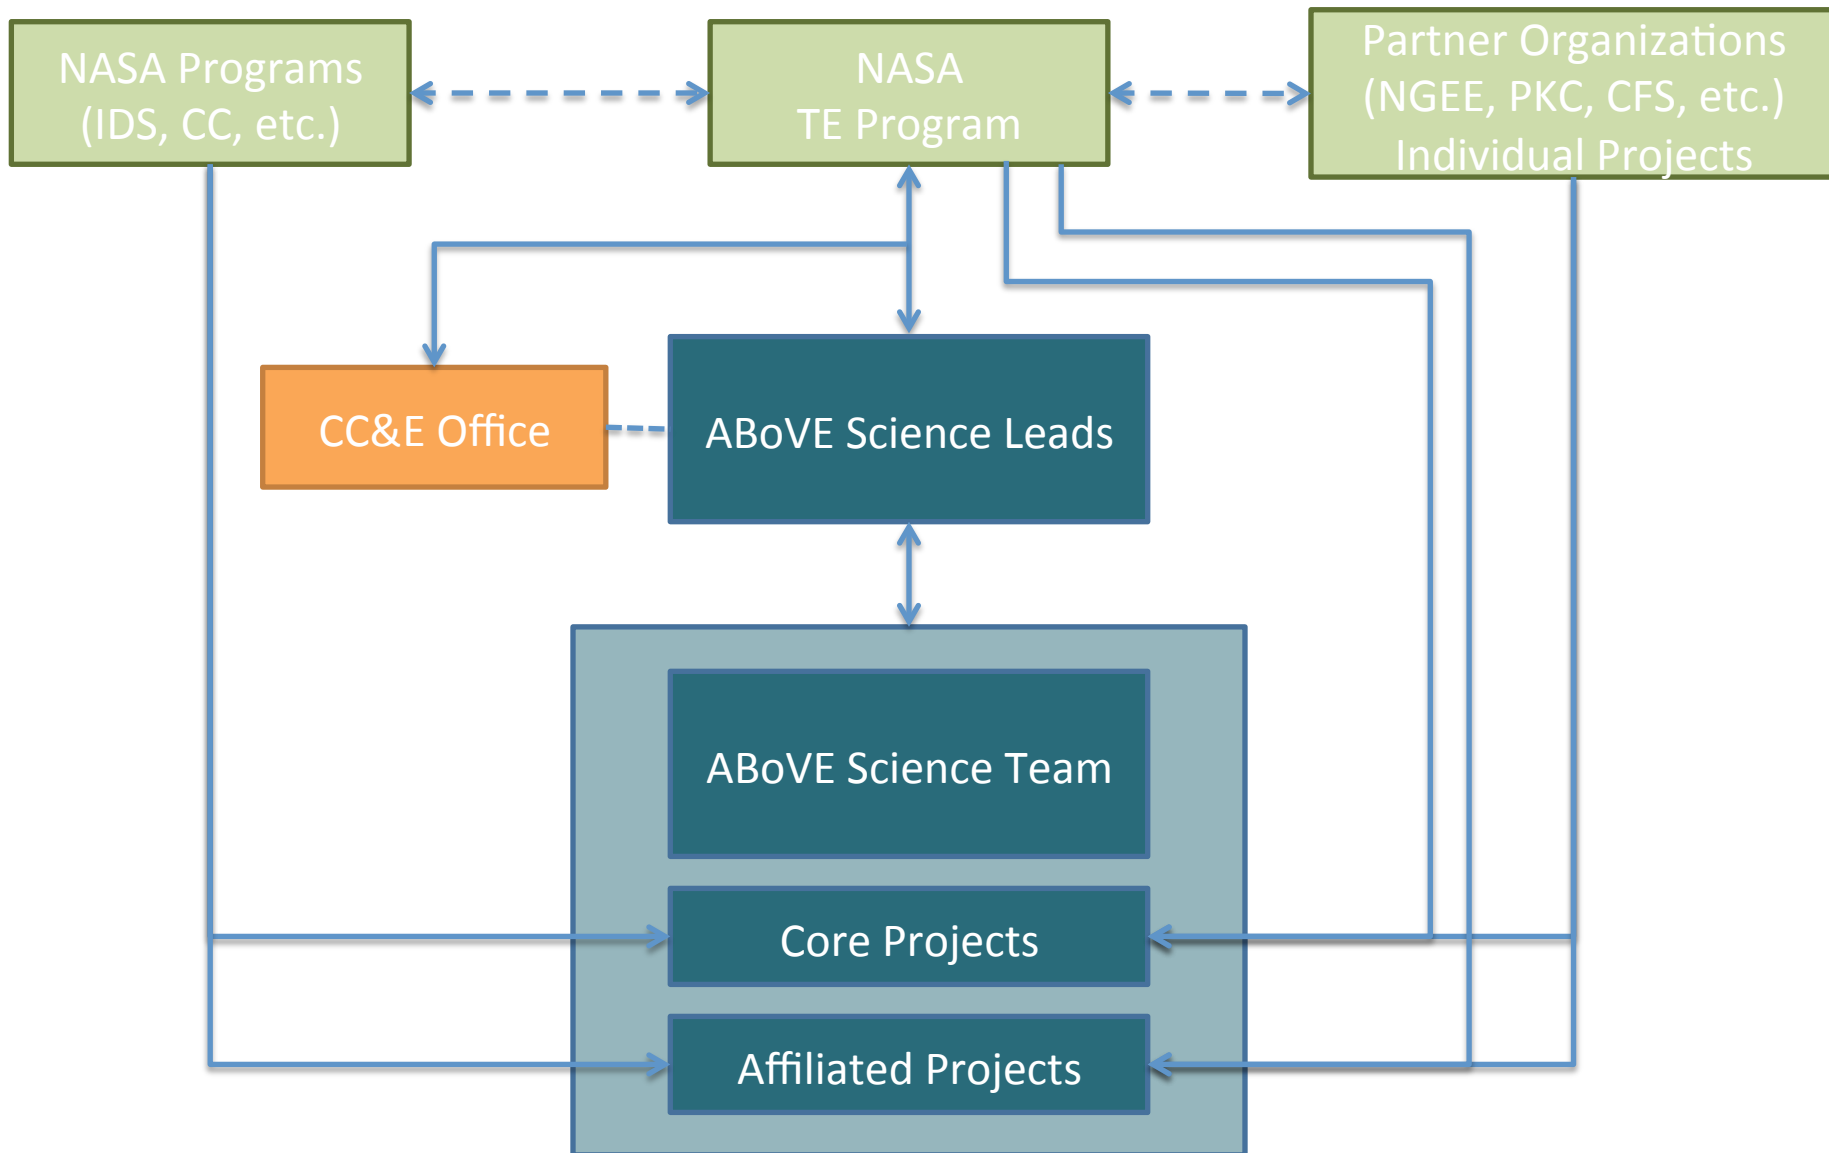 NASA Programs
(IDS, CC, etc.)
NASA
TE Program
Partner Organizations
(NGEE, PKC, CFS, etc.)
Individual Projects
CC&E Office
ABoVE Science Leads
ABoVE Science Team
Core Projects
Affiliated Projects